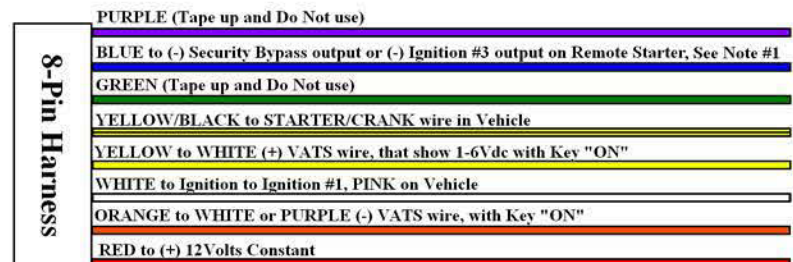 PURPLE (Tape up and Do Not use)
BLUE to (-) Security Bypass output or (-) Ignition #3 output on Remote Starter, See Note #1
GREEN (Tape up and Do Not use)
YELLOW/BLACK to STARTER/CRANK wire in Vehicle
YELLOW to WHITE (+) VATS wire, that show 1-6Vdc with Key "ON"
WHITE to Ignition to Ignition #1, PINK on Vehicle
ORANGE to WHITE or PURPLE (-) VATS wire, with Key "ON"
RED to (+) 12Volts Constant
8-Pin Harness